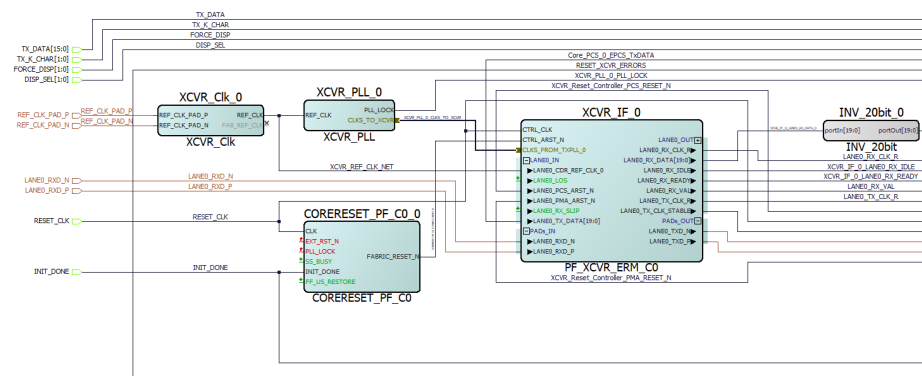 TX_DATA
TX_K_CHAR
FORCE_DISP
DISP_SEL
TX_DATA[15:0]
TX_K_CHAR[1:0]
FORCE_DISP[1:0]
DISP_SEL[1:0]
Core_PCS_0_EPCS_TxDATA
RESET_XCVR_ERRORS
XCVR_PLL_0_PLL_LOCK
XCVR_Reset_Controller_PCS_RESET_N
XCVR_Clk_0
REF_CLK_PAD_P
REF_CLK_PAD_N
REF_CLK_PAD_P
REF_CLK_PAD_N
REF_CLK_PAD_P
REF_CLK_PAD_N
REF_CLK
FAB_REF_CLK
XCVR_Clk
XCVR_PLL_0
REF_CLK
PLL_LOCK
CLKS_TO_XCVR
XCVR_PLL
XCVR_PLL_0_CLKS_TO_XCVR
XCVR_REF_CLK_NET
XCVR_IF_0
CTRL_CLK
CTRL_ARST_N
CLKS_FROM_TXPLL_0
LANE0_IN
LANE0_CDR_REF_CLK_0
LANE0_LOS
LANE0_PCS_ARST_N
LANE0_PMA_ARST_N
LANE0_RX_SLIP
LANE0_TX_DATA[19:0]
PADs_IN
LANE0_RXD_N
LANE0_RXD_P
LANE0_OUT
LANE0_RX_CLK_R
LANE0_RX_DATA[19:0]
LANE0_RX_IDLE
LANE0_RX_READY
LANE0_RX_VAL
LANE0_TX_CLK_R
LANE0_TX_CLK_STABLE
PADs_OUT
LANE0_TXD_N
LANE0_TXD_P
PF_XCVR_ERM_C0
XCVR_Reset_Controller_PMA_RESET_N
INV_20bit_0
XCVR_IF_0_LANE0_RX_DATA_0
portIn[19:0]
portOut[19:0]
INV_20bit
LANE0_RX_CLK_R
XCVR_IF_0_LANE0_RX_IDLE
XCVR_IF_0_LANE0_RX_READY
LANE0_RX_VAL
LANE0_TX_CLK_R
LANE0_RXD_N
LANE0_RXD_P
LANE0_RXD_N
LANE0_RXD_P
RESET_CLK
RESET_CLK
CORERESET_PF_C0_0
CLK
EXT_RST_N
PLL_LOCK
SS_BUSY
INIT_DONE
FF_US_RESTORE
FABRIC_RESET_N
CORERESET_PF_C0
INIT_DONE
INIT_DONE